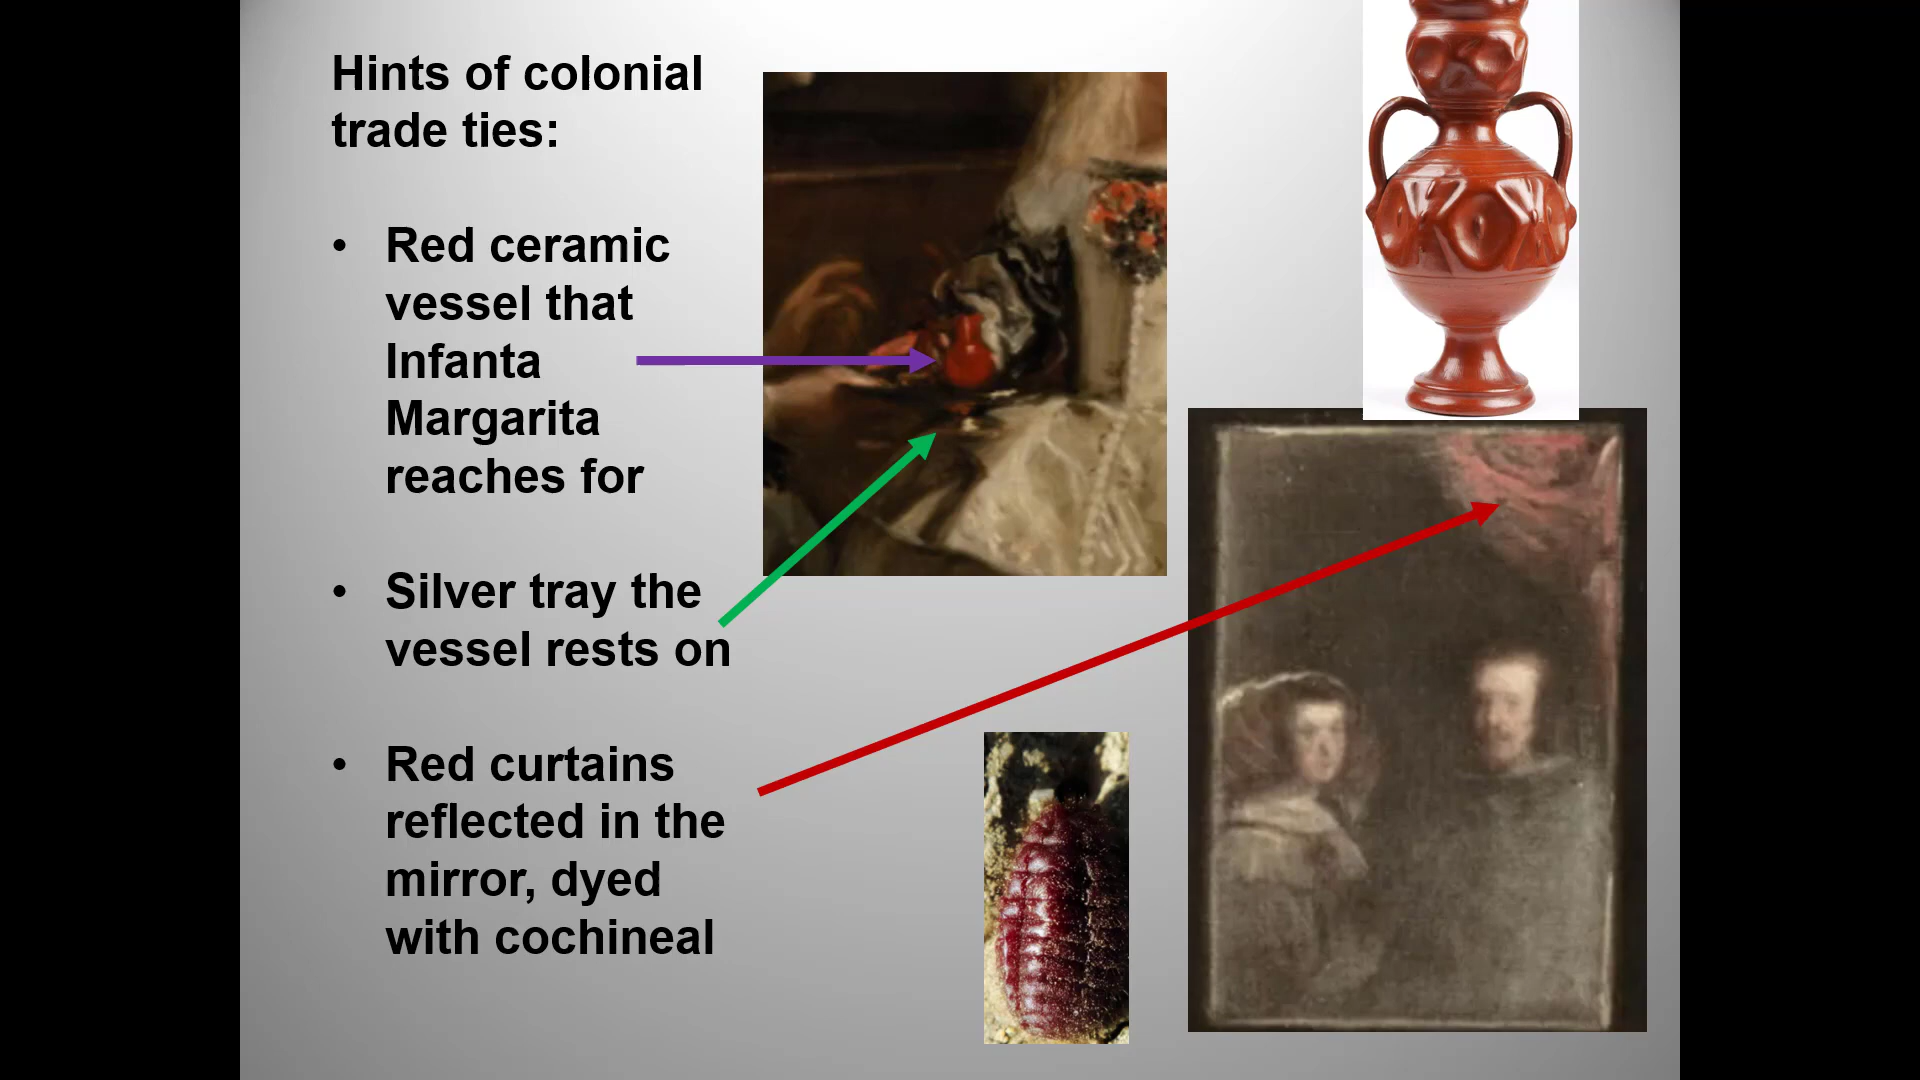 Hints of colonial
trade ties:
• Red ceramic
vessel that
Infanta
Margarita
reaches for
• Silver tray the
vessel rests on
• Red curtains
reflected in the
mirror, dyed
with cochineal